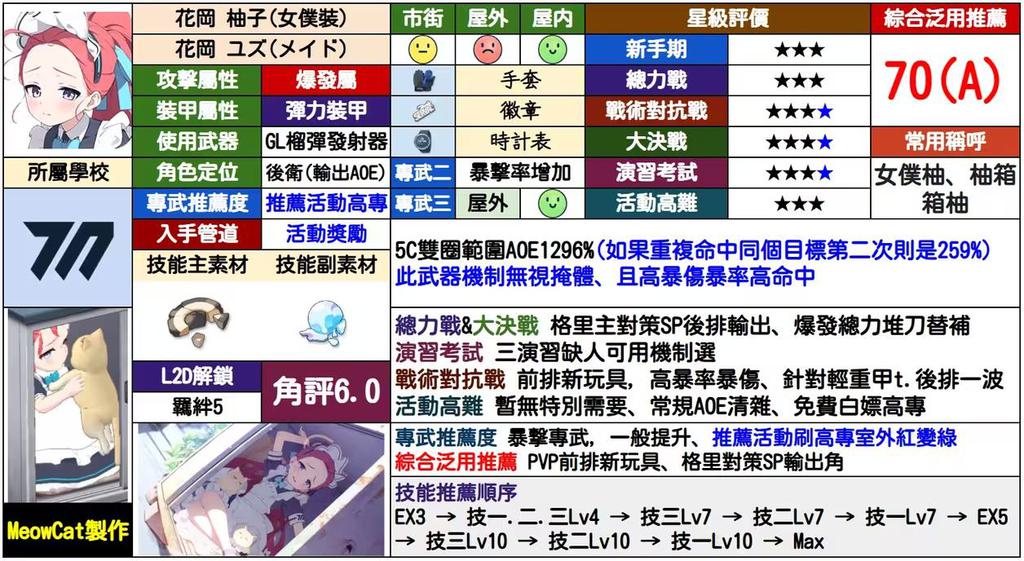 花岡 柚子(女僕裝)
花岡 ユズ(メイド)
市街 屋外 屋内
星級評價
綜合泛用推薦
攻擊屬性 爆發屬
裝甲屬性 彈力裝甲
使用武器 GL榴彈發射器
角色定位 後衛(輸出AOE)
手套
徽章
時計表
專武二 暴擊率增加
專武三 屋外
新手期 ★★★
總力戰 ★★★
戰術對抗戰 ★★★★
大決戰 ★★★★
演習考試 ★★★★
活動高難 ★★★
70(A)
常用稱呼
女僕柚、柚箱
箱柚
所屬學校
專武推薦度 推薦活動高專
入手管道 活動獎勵
技能主素材 技能副素材
5C雙圈範圍AOE1296%(如果重複命中同個目標第二次則是259%)
此武器機制無視掩體、且高暴傷暴率高命中
總力戰&大決戰 格里主對策SP後排輸出、爆發總力堆刀替補
演習考試 三演習缺人可用機制選
戰術對抗戰 前排新玩具, 高暴率暴傷、針對輕重甲t.後排一波
活動高難 暫無特別需要、常規AOE清雜、免費白嫖高專
L2D解鎖
羈絆5
角評6.0
專武推薦度 暴擊專武, 一般提升、推薦活動刷高專室外紅變綠
綜合泛用推薦 PVP前排新玩具、格里對策SP輸出角
技能推薦順序
EX3 → 技一.二.三Lv4 → 技三Lv7 → 技二Lv7 → 技一Lv7 → EX5
→ 技三Lv10 → 技二Lv10 → 技一Lv10 → Max
MeowCat製作